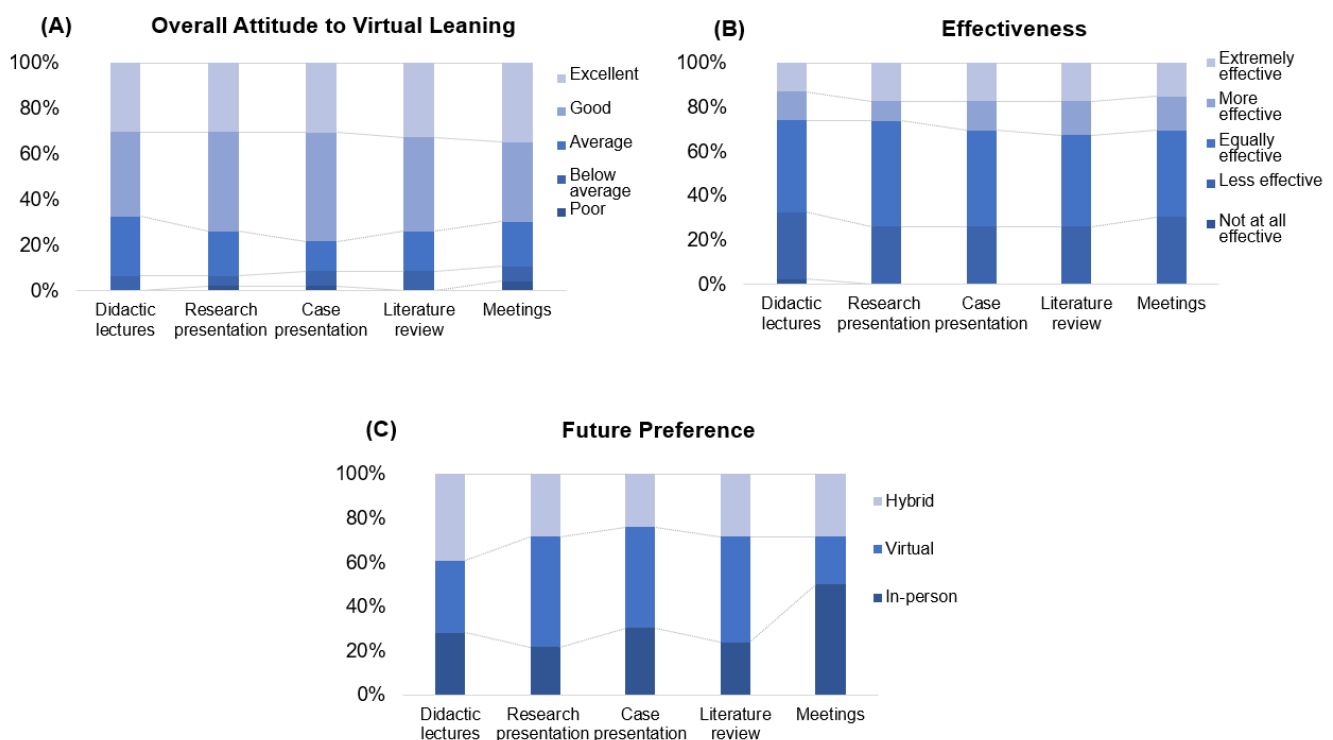 (A) Overall Attitude to Virtual Leaning
100%
80%
60%
40%
20%
0%
Excellent
Good
Average
Below
average
Poor
Didactic
lectures
Research
presentation
Case
presentation
Literature
review
Meetings
(B) Effectiveness
100%
80%
60%
40%
20%
0%
Extremely
effective
More
effective
Equally
effective
Less effective
Not at all
effective
Didactic
lectures
Research
presentation
Case
presentation
Literature
review
Meetings
(C) Future Preference
100%
80%
60%
40%
20%
0%
Hybrid
Virtual
In-person
Didactic
lectures
Research
presentation
Case
presentation
Literature
review
Meetings